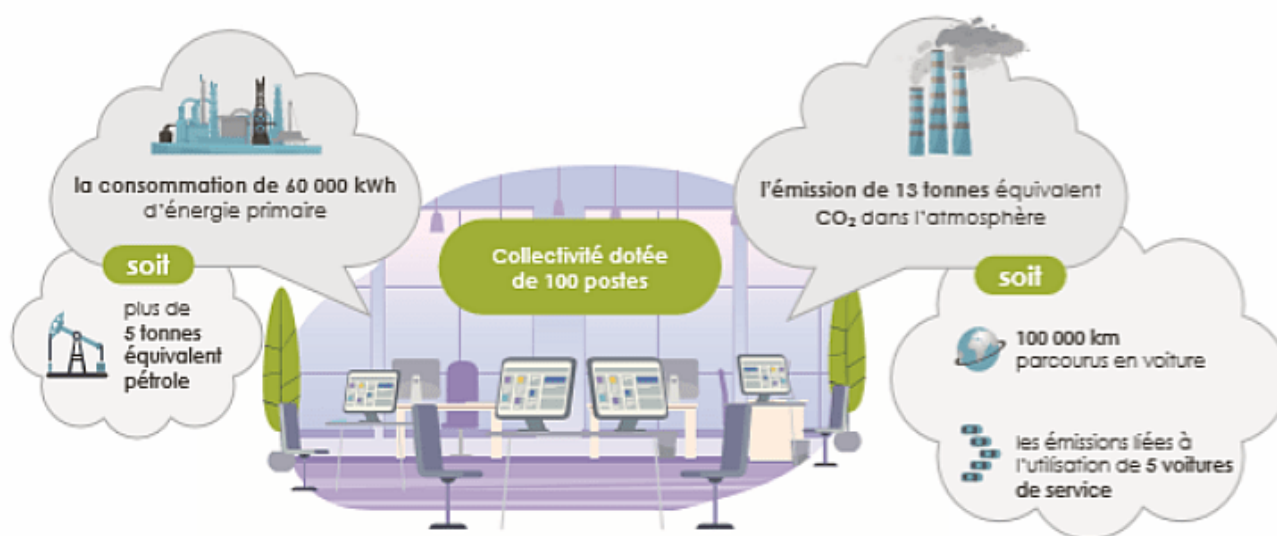 la consommation de 60 000 kWh
d'énergie primaire
soit
plus de
5 tonnes
équivalent
pétrole
Collectivité dotée
de 100 postes
l'émission de 13 tonnes équivalent
CO₂ dans l'atmosphère
soit
100 000 km
parcourus en voiture
les émissions liées à
l'utilisation de 5 voitures
de service